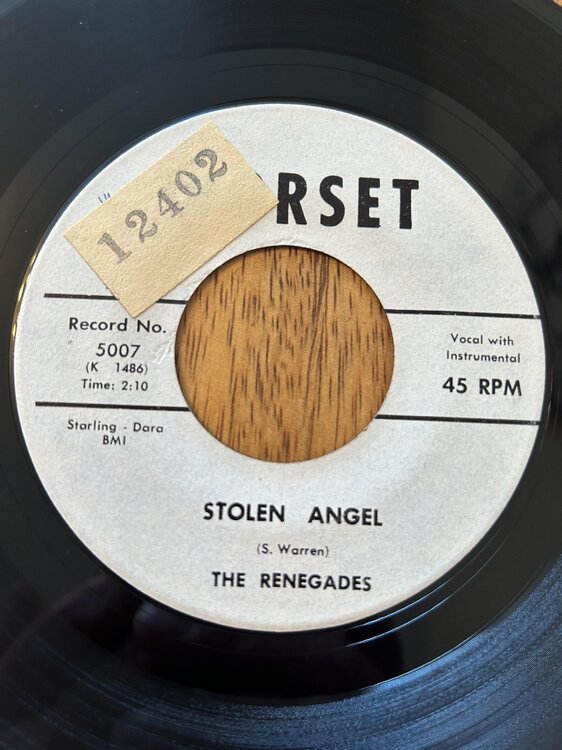 12402
RSET
Record No.
5007
(K 1486)
Time: 2:10
Vocal with
Instrumental
45 RPM
Starling - Dara
BMI
STOLEN ANGEL
(S. Warren)
THE RENEGADES